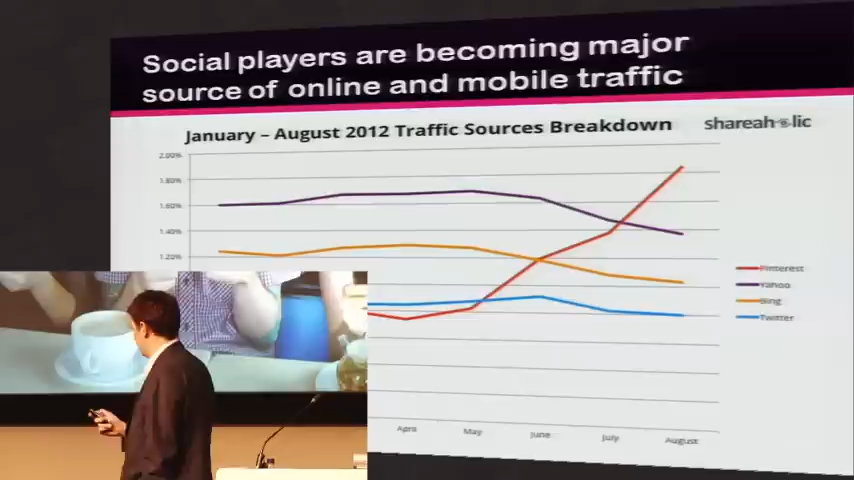 Social players are becoming major
source of online and mobile traffic
January – August 2012 Traffic Sources Breakdown
shareaholic
2.00%
1.80%
1.60%
1.40%
1.20%
Pinterest
Yahoo
Bing
Twitter
April
May
June
July
August